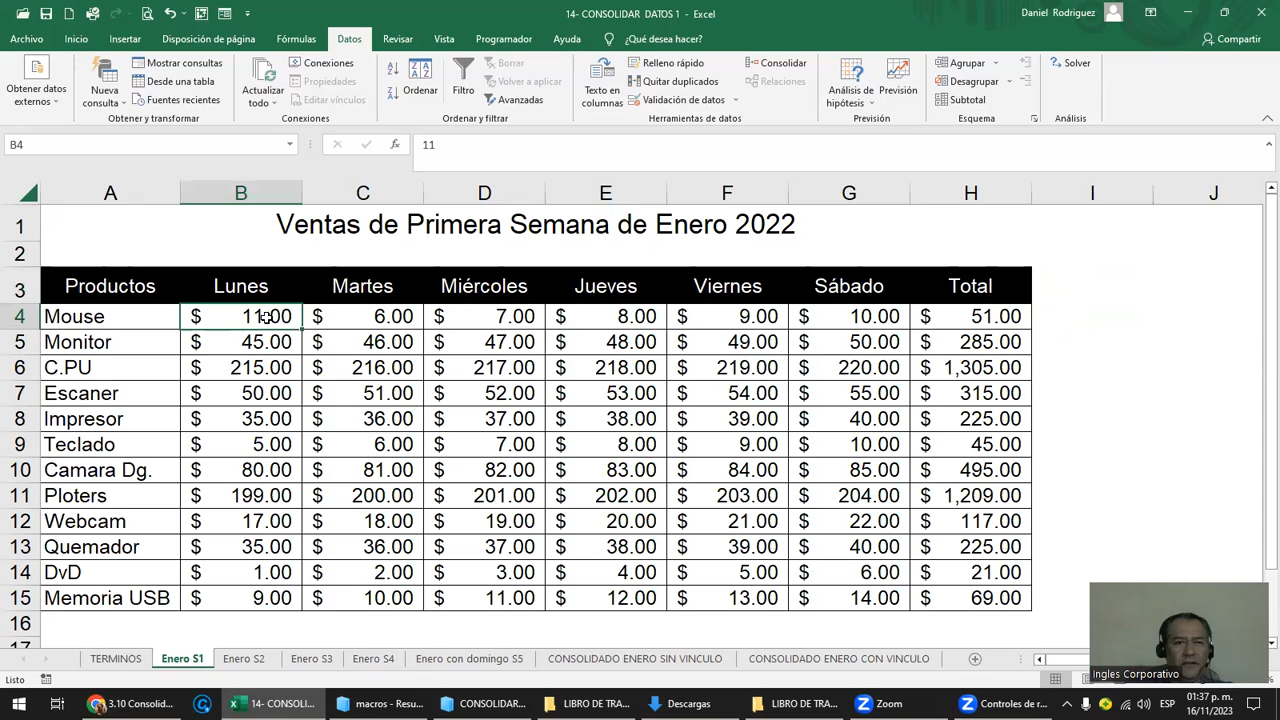 14- CONSOLIDAR DATOS 1 - Excel
Daniel Rodriguez
Archivo Inicio Insertar Disposición de página Fórmulas Datos Revisar Vista Programador Ayuda ¿Qué desea hacer? Compartir
Obtener datos externos
Nueva consulta
Mostrar consultas
Desde una tabla
Fuentes recientes
Obtener y transformar
Actualizar todo
Conexiones
Propiedades
Editar vínculos
Conexiones
Ordenar
Filtro
Borrar
Volver a aplicar
Avanzadas
Ordenar y filtrar
Texto en columnas
Relleno rápido
Quitar duplicados
Validación de datos
Consolidar
Relaciones
Herramientas de datos
Análisis de hipótesis
Previsión
Previsión
Agrupar
Desagrupar
Subtotal
Esquema
Solver
Análisis
B4 fx 11
A B C D E F G H I J
1 Ventas de Primera Semana de Enero 2022
2
3 Productos Lunes Martes Miércoles Jueves Viernes Sábado Total
4 Mouse $ 11.00 $ 6.00 $ 7.00 $ 8.00 $ 9.00 $ 10.00 $ 51.00
5 Monitor $ 45.00 $ 46.00 $ 47.00 $ 48.00 $ 49.00 $ 50.00 $ 285.00
6 C.PU $ 215.00 $ 216.00 $ 217.00 $ 218.00 $ 219.00 $ 220.00 $ 1,305.00
7 Escaner $ 50.00 $ 51.00 $ 52.00 $ 53.00 $ 54.00 $ 55.00 $ 315.00
8 Impresor $ 35.00 $ 36.00 $ 37.00 $ 38.00 $ 39.00 $ 40.00 $ 225.00
9 Teclado $ 5.00 $ 6.00 $ 7.00 $ 8.00 $ 9.00 $ 10.00 $ 45.00
10 Camara Dg. $ 80.00 $ 81.00 $ 82.00 $ 83.00 $ 84.00 $ 85.00 $ 495.00
11 Ploters $ 199.00 $ 200.00 $ 201.00 $ 202.00 $ 203.00 $ 204.00 $ 1,209.00
12 Webcam $ 17.00 $ 18.00 $ 19.00 $ 20.00 $ 21.00 $ 22.00 $ 117.00
13 Quemador $ 35.00 $ 36.00 $ 37.00 $ 38.00 $ 39.00 $ 40.00 $ 225.00
14 DvD $ 1.00 $ 2.00 $ 3.00 $ 4.00 $ 5.00 $ 6.00 $ 21.00
15 Memoria USB $ 9.00 $ 10.00 $ 11.00 $ 12.00 $ 13.00 $ 14.00 $ 69.00
16
17
TERMINOS Enero S1 Enero S2 Enero S3 Enero S4 Enero con domingo S5 CONSOLIDADO ENERO SIN VINCULO CONSOLIDADO ENERO CON VINCULO
Ingles Corporativo
Listo
3.10 Consolid... 14- CONSOLI... macros - Resu... CONSOLIDAR... LIBRO DE TRA... Descargas LIBRO DE TRA... Zoom Controles de r... ESP
01:37 p. m.
16/11/2023